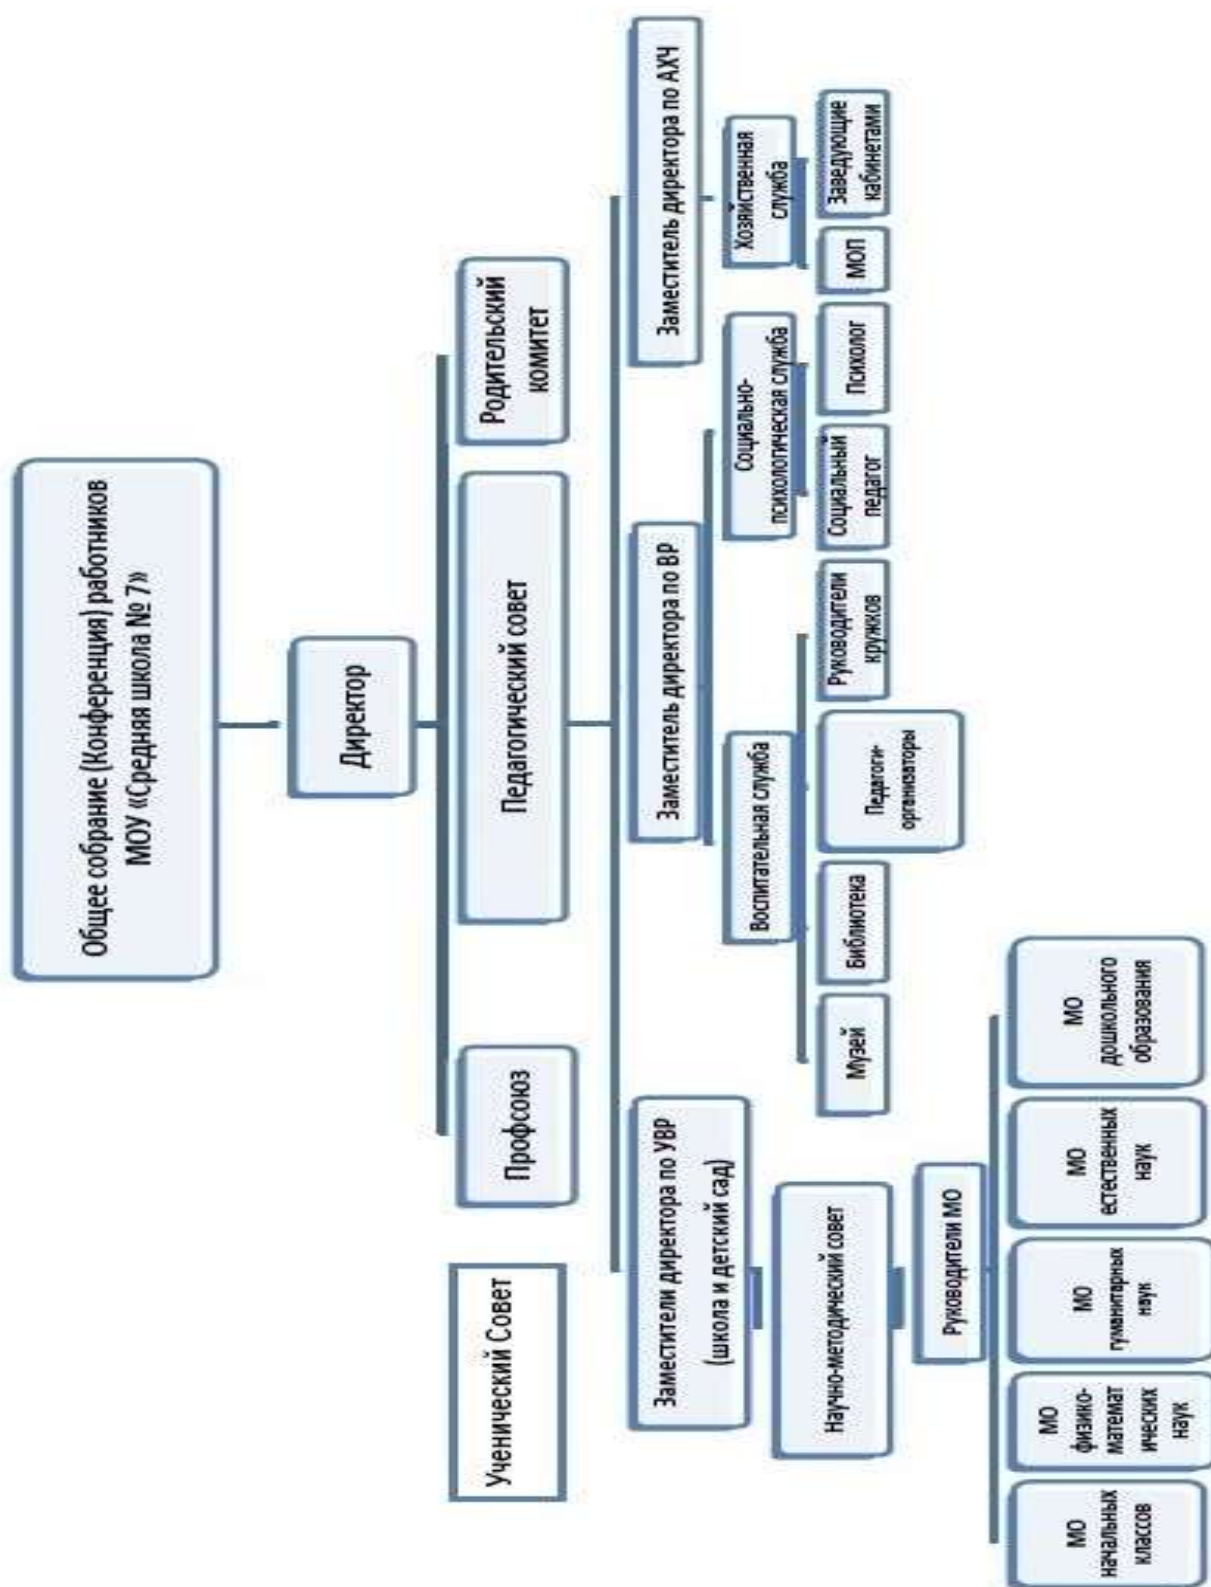 Общее собрание (Конференция) работников
МОУ «Средняя школа № 7»
Директор
Ученический Совет
Профсоюз
Педагогический совет
Родительский
комитет
Заместители директора по УВР
(школа и детский сад)
Заместитель директора по ВР
Заместитель директора по АХЧ
Научно-методический совет
Воспитательная служба
Социально-
психологическая служба
Хозяйственная
служба
Музей
Библиотека
Педагоги-
организаторы
Руководители
кружков
Социальный
педагог
Психолог
МОП
Заведующие
кабинетами
Руководители МО
МО
начальных
классов
МО
физико-
математ
ических
наук
МО
гуманитарных
наук
МО
естественных
наук
МО
дошкольного
образования